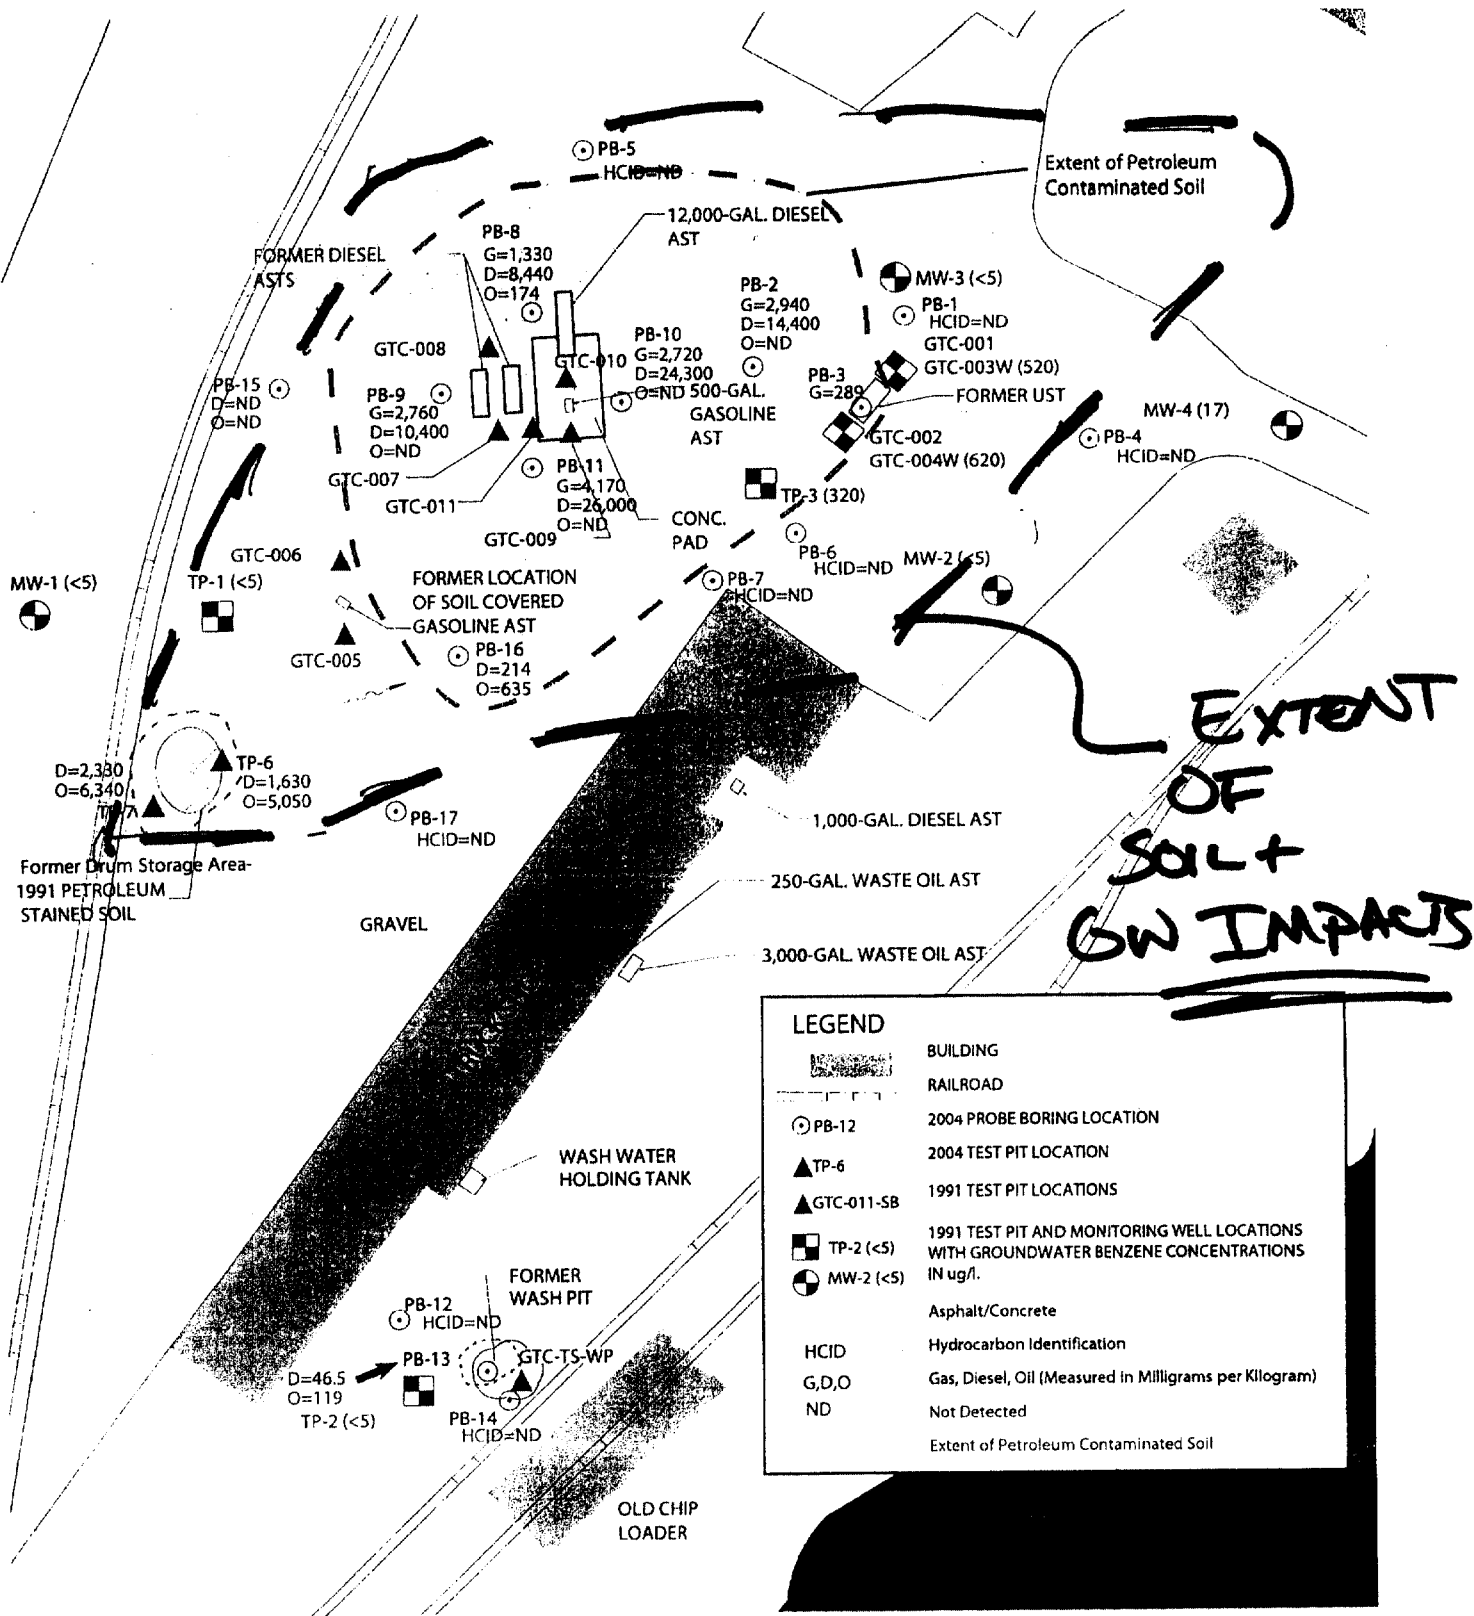 PB-5
HCID=ND
Extent of Petroleum
Contaminated Soil
12,000-GAL. DIESEL
AST
PB-8
G=1,330
D=8,440
O=174
FORMER DIESEL
ASTS
PB-2
G=2,940
D=14,400
O=ND
MW-3 (<5)
PB-1
HCID=ND
GTC-001
GTC-003W (520)
GTC-008
GTC-010
PB-10
G=2,720
D=24,300
O=ND
500-GAL.
GASOLINE
AST
PB-3
G=289
FORMER UST
PB-15
D=ND
O=ND
PB-9
G=2,760
D=10,400
O=ND
MW-4 (17)
PB-4
HCID=ND
GTC-002
GTC-004W (620)
GTC-007
GTC-011
PB-11
G=4,170
D=26,000
O=ND
TP-3 (320)
CONC.
PAD
GTC-009
GTC-006
PB-6
HCID=ND
MW-2 (<5)
MW-1 (<5)
TP-1 (<5)
PB-7
HCID=ND
FORMER LOCATION
OF SOIL COVERED
GASOLINE AST
GTC-005
PB-16
D=214
O=635
EXTENT
OF
SOIL +
GW IMPACTS
D=2,330
O=6,340
TP-6
D=1,630
O=5,050
PB-17
HCID=ND
1,000-GAL. DIESEL AST
Former Drum Storage Area-
1991 PETROLEUM
STAINED SOIL
250-GAL. WASTE OIL AST
GRAVEL
3,000-GAL. WASTE OIL AST
WASH WATER
HOLDING TANK
FORMER
WASH PIT
PB-12
HCID=ND
PB-13
GTC-TS-WP
D=46.5
O=119
TP-2 (<5)
PB-14
HCID=ND
OLD CHIP
LOADER
LEGEND
BUILDING
RAILROAD
PB-12 2004 PROBE BORING LOCATION
TP-6 2004 TEST PIT LOCATION
GTC-011-SB 1991 TEST PIT LOCATIONS
TP-2 (<5) 1991 TEST PIT AND MONITORING WELL LOCATIONS
WITH GROUNDWATER BENZENE CONCENTRATIONS
MW-2 (<5) IN ug/l.
Asphalt/Concrete
HCID Hydrocarbon Identification
G,D,O Gas, Diesel, Oil (Measured in Milligrams per Kilogram)
ND Not Detected
Extent of Petroleum Contaminated Soil